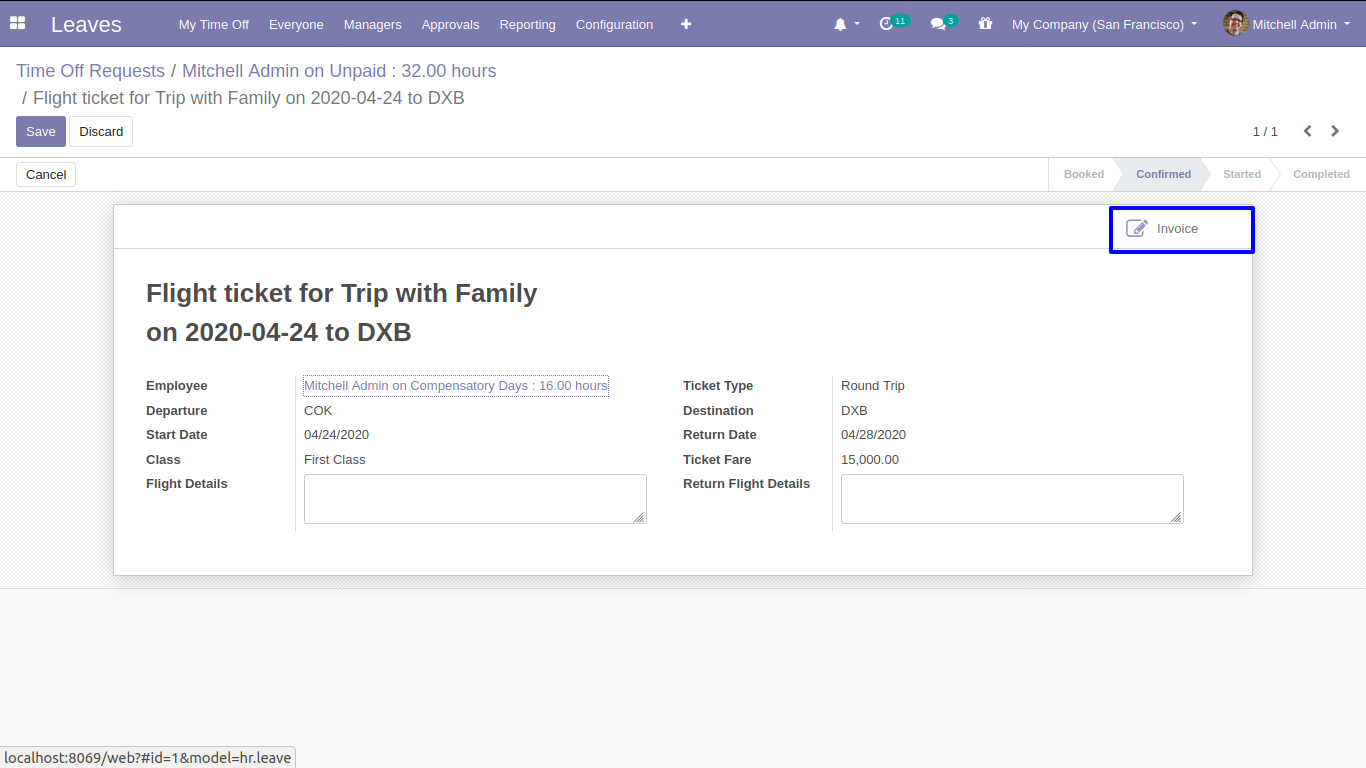 Leaves My Time Off Everyone Managers Approvals Reporting Configuration 11 3 My Company (San Francisco) Mitchell Admin
Time Off Requests / Mitchell Admin on Unpaid : 32.00 hours
/ Flight ticket for Trip with Family on 2020-04-24 to DXB
Save Discard 1 / 1
Cancel Booked Confirmed Started Completed
Invoice
Flight ticket for Trip with Family
on 2020-04-24 to DXB
Employee Mitchell Admin on Compensatory Days : 16.00 hours Ticket Type Round Trip
Departure COK Destination DXB
Start Date 04/24/2020 Return Date 04/28/2020
Class First Class Ticket Fare 15,000.00
Flight Details Return Flight Details
localhost:8069/web?#id=1&model=hr.leave